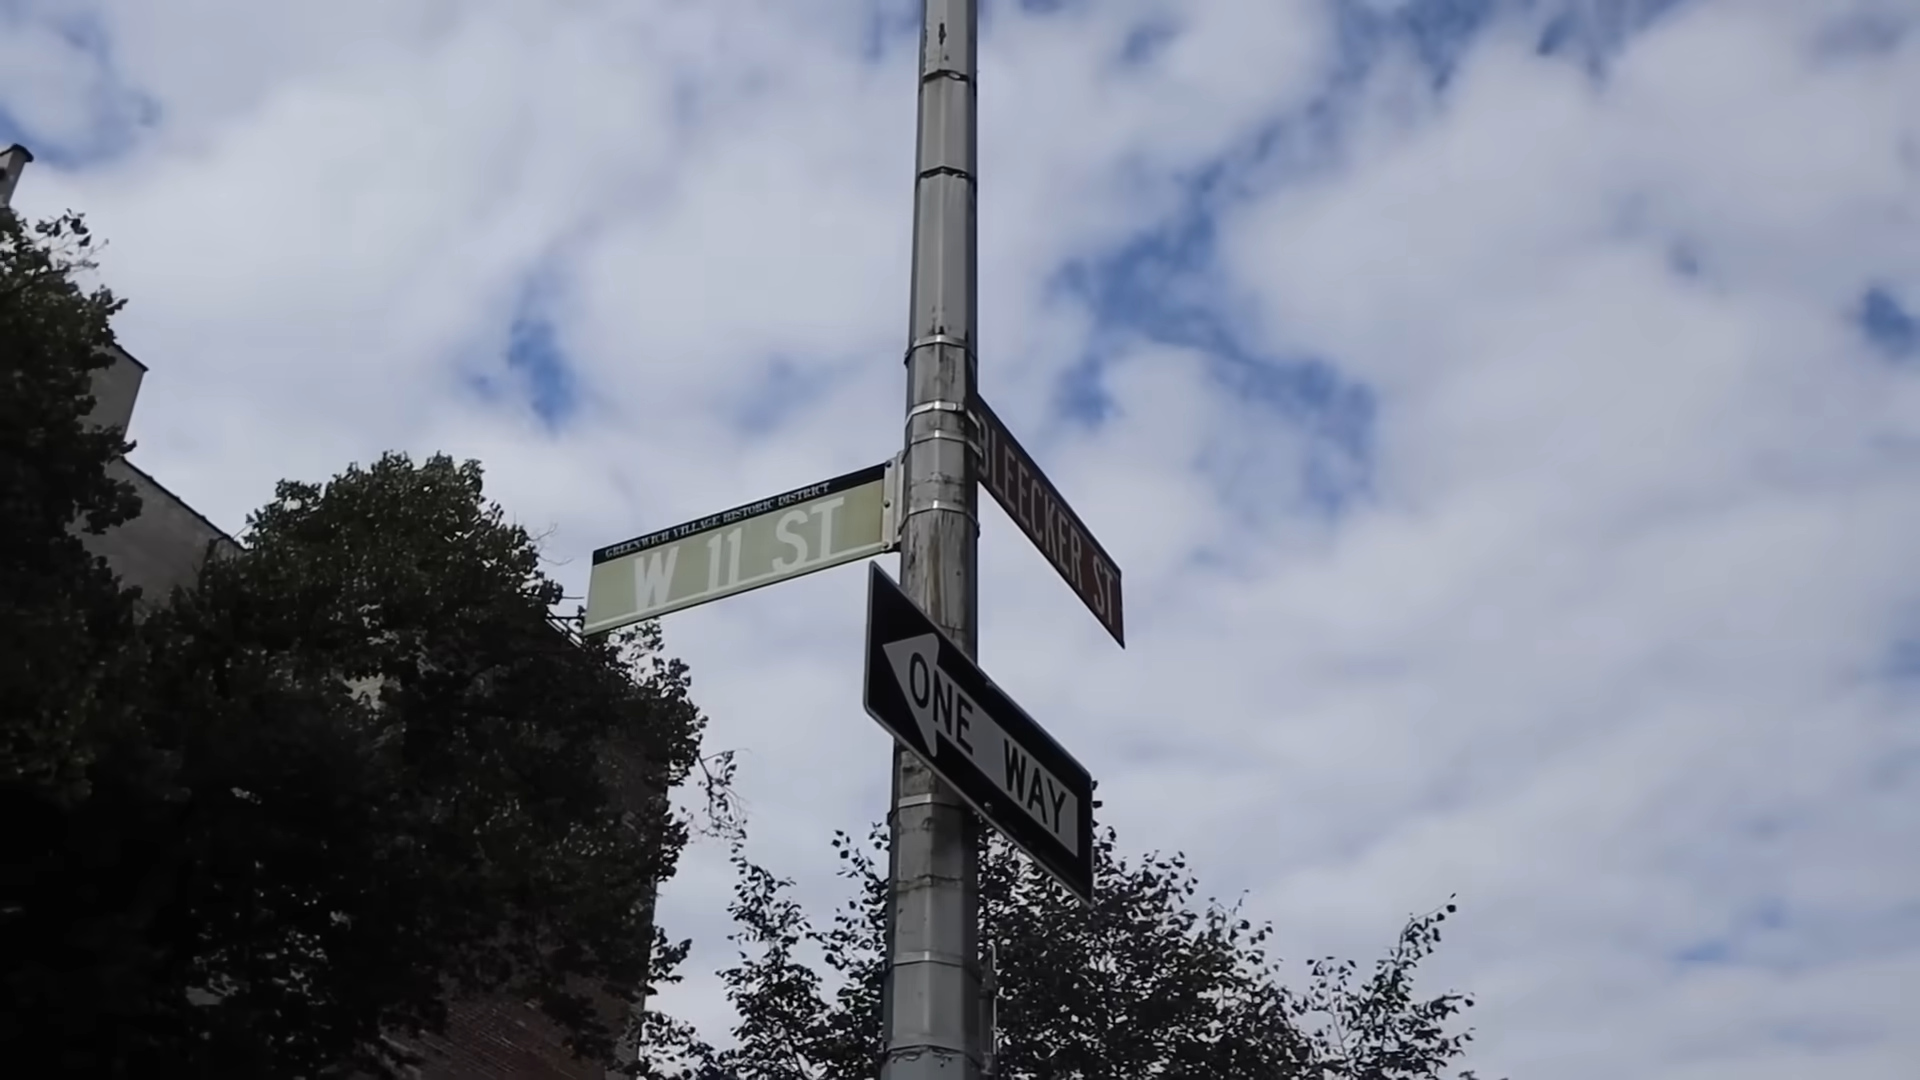 GREENWICH VILLAGE HISTORIC DISTRICT
W 11 ST
BLEECKER ST
ONE WAY